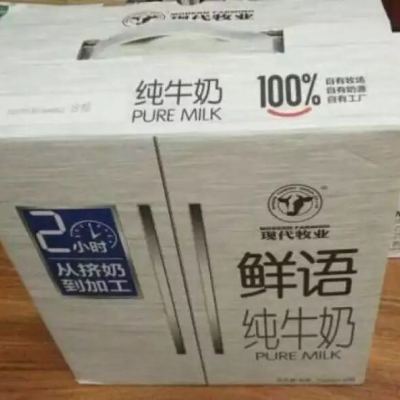 现代牧业
纯牛奶
PURE MILK
100%
自有牧场
自有奶源
自有工厂
2
小时
从挤奶
到加工
现代牧业
鲜语
纯牛奶
PURE MILK